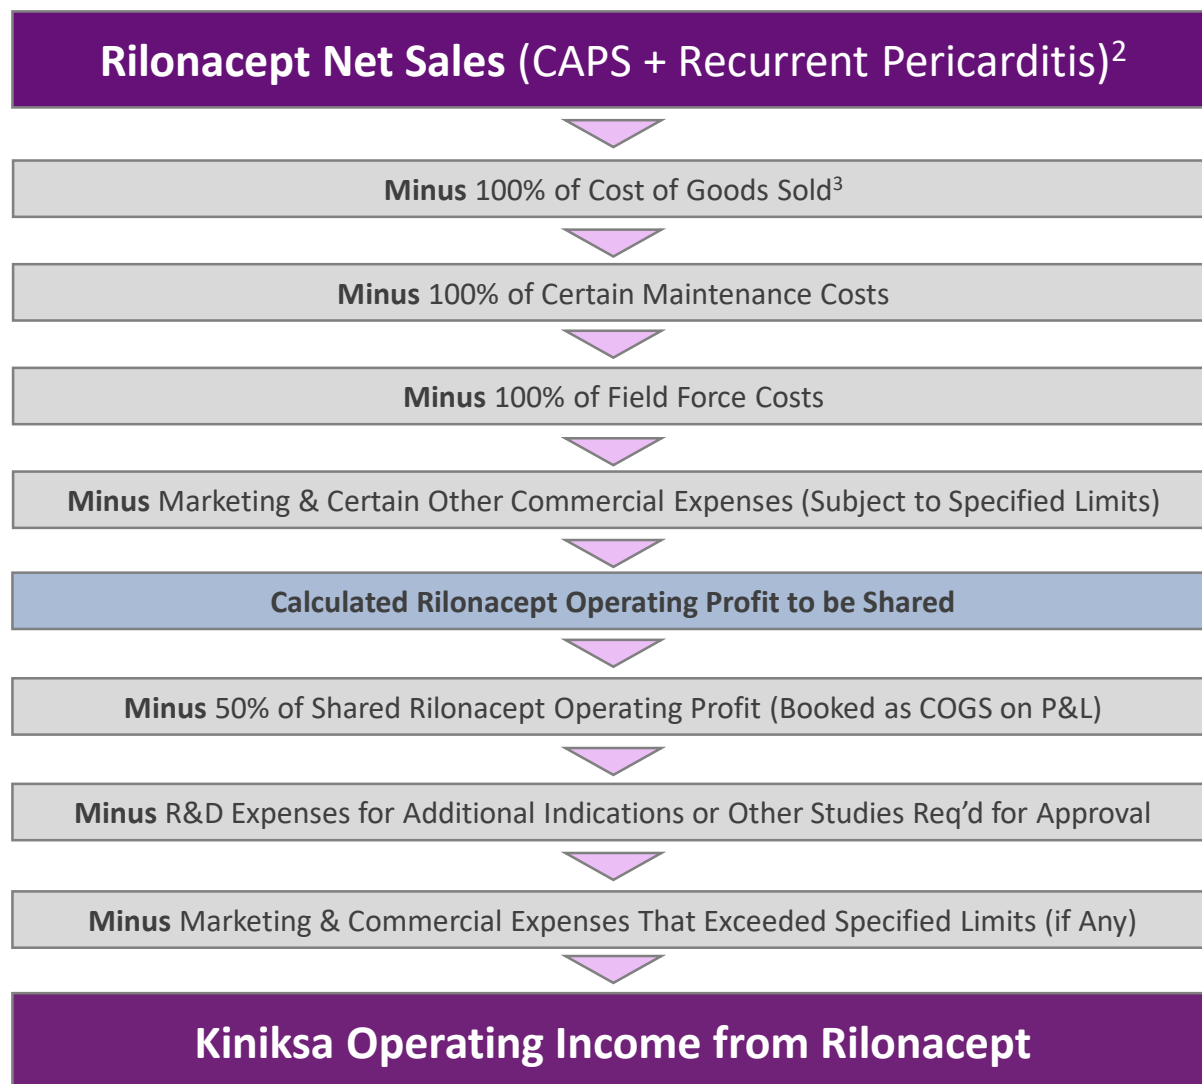 Rilonacept Net Sales (CAPS + Recurrent Pericarditis)2
Minus 100% of Cost of Goods Sold3
Minus 100% of Certain Maintenance Costs
Minus 100% of Field Force Costs
Minus Marketing & Certain Other Commercial Expenses (Subject to Specified Limits)
Calculated Rilonacept Operating Profit to be Shared
Minus 50% of Shared Rilonacept Operating Profit (Booked as COGS on P&L)
Minus R&D Expenses for Additional Indications or Other Studies Req’d for Approval
Minus Marketing & Commercial Expenses That Exceeded Specified Limits (if Any)
Kiniksa Operating Income from Rilonacept